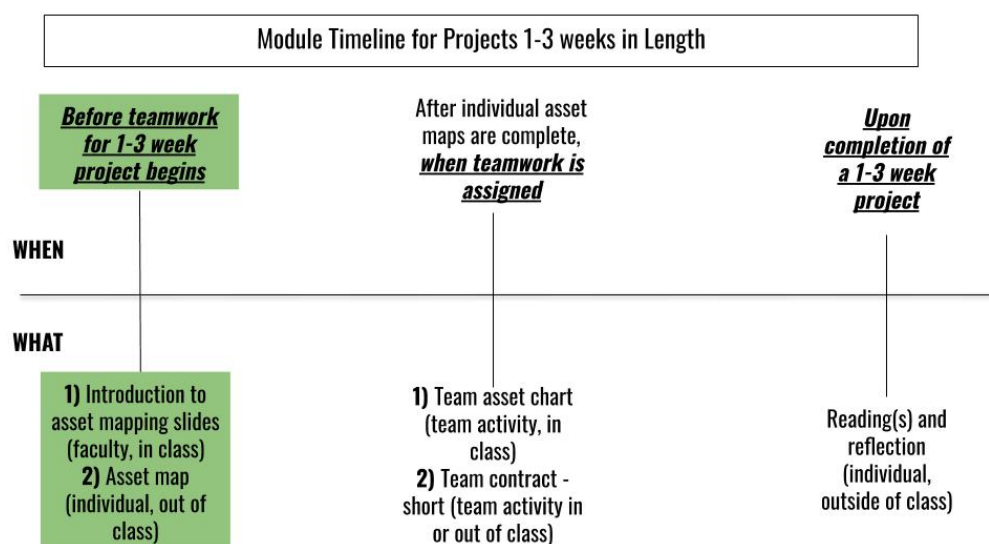 Module Timeline for Projects 1-3 weeks in Length
Before teamwork
for 1-3 week
project begins
After individual asset
maps are complete,
when teamwork is
assigned
Upon
completion of
a 1-3 week
project
WHEN
WHAT
1) Introduction to
asset mapping slides
(faculty, in class)
2) Asset map
(individual, out of
class)
1) Team asset chart
(team activity, in
class)
2) Team contract -
short (team activity in
or out of class)
Reading(s) and
reflection
(individual,
outside of class)